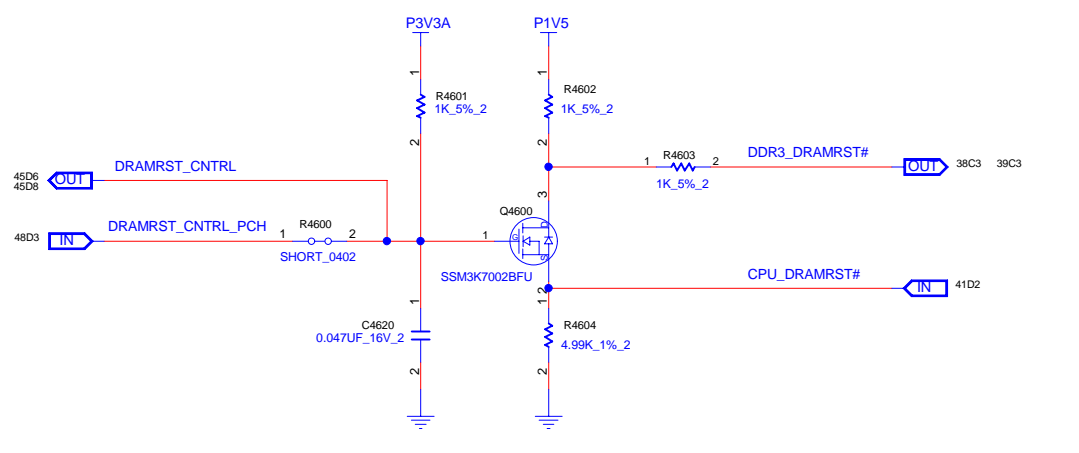 P3V3A
P1V5
1
1
R4601
1K_5%_2
R4602
1K_5%_2
2
2
DRAMRST_CNTRL
45D6
45D8
OUT
1
R4603
2
1K_5%_2
DDR3_DRAMRST#
OUT
38C3
39C3
3
Q4600
D
48D3
IN
DRAMRST_CNTRL_PCH
1
R4600
2
SHORT_0402
1
G
S
SSM3K7002BFU
2
CPU_DRAMRST#
IN
41D2
1
1
C4620
0.047UF_16V_2
R4604
4.99K_1%_2
2
2